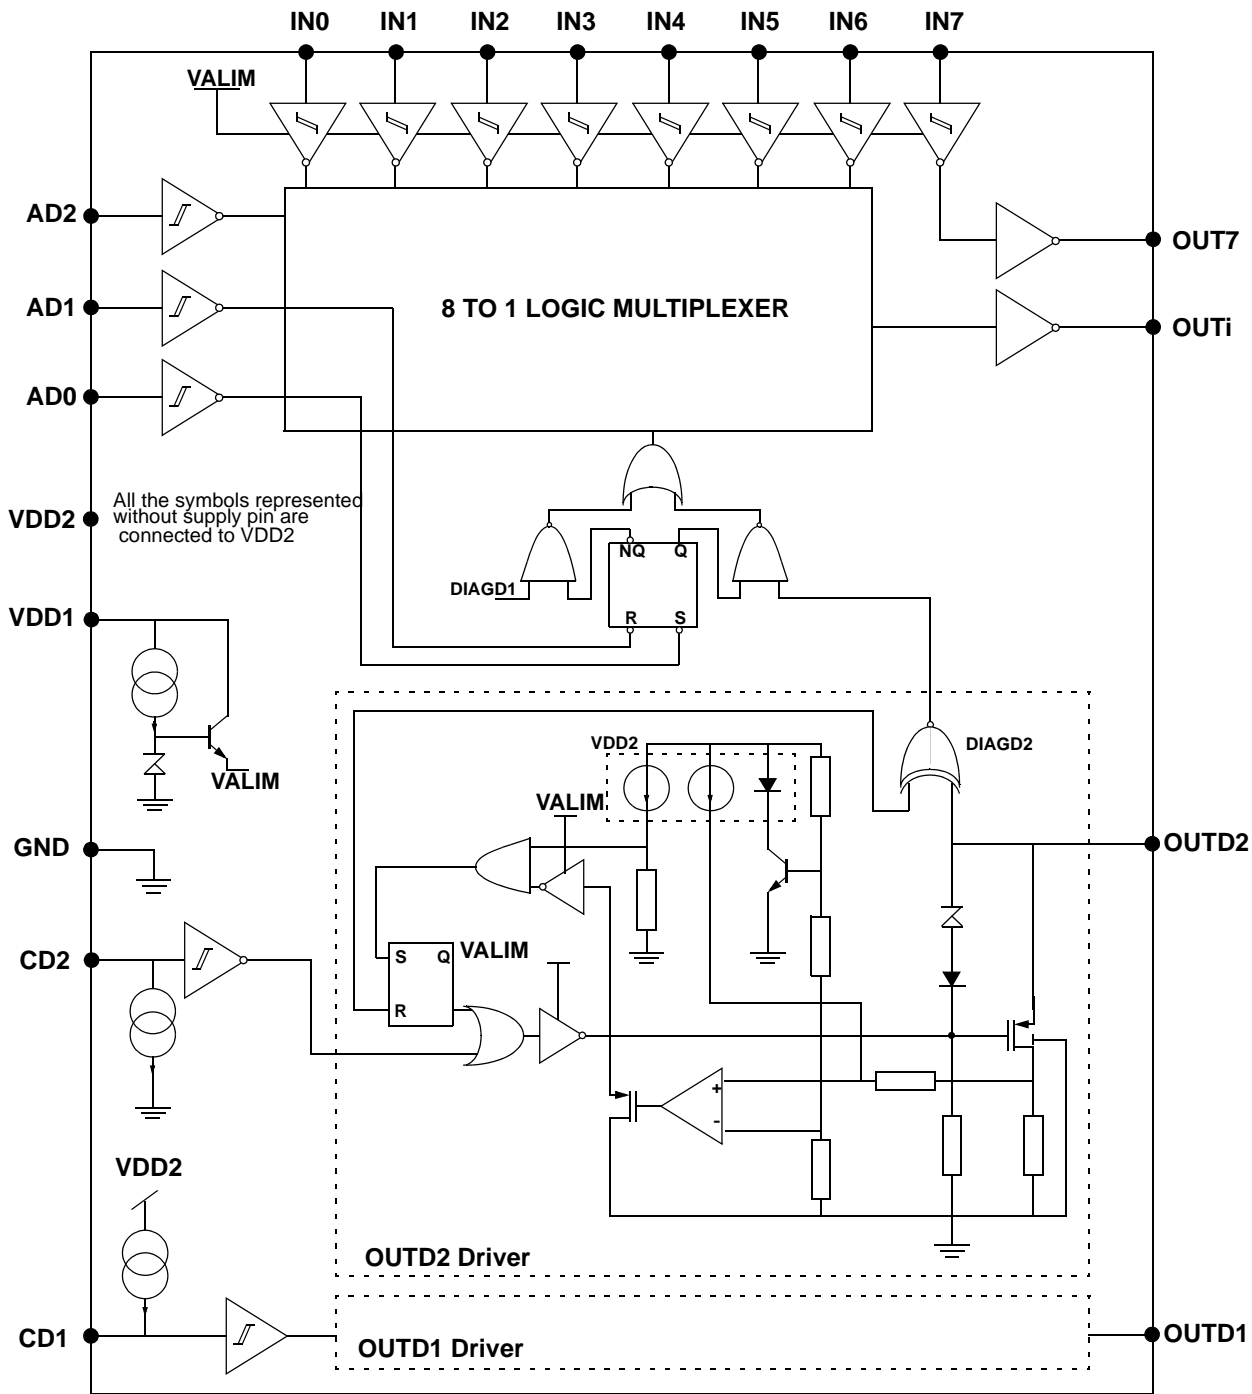 IN0 IN1 IN2 IN3 IN4 IN5 IN6 IN7
VALIM
AD2
OUT7
AD1
8 TO 1 LOGIC MULTIPLEXER
OUTi
AD0
All the symbols represented
without supply pin are
connected to VDD2
VDD2
NQ Q
DIAGD1
R S
VDD1
VDD2
DIAGD2
VALIM
VALIM
GND
OUTD2
CD2
S Q
VALIM
R
+
-
VDD2
OUTD2 Driver
CD1
OUTD1 Driver
OUTD1